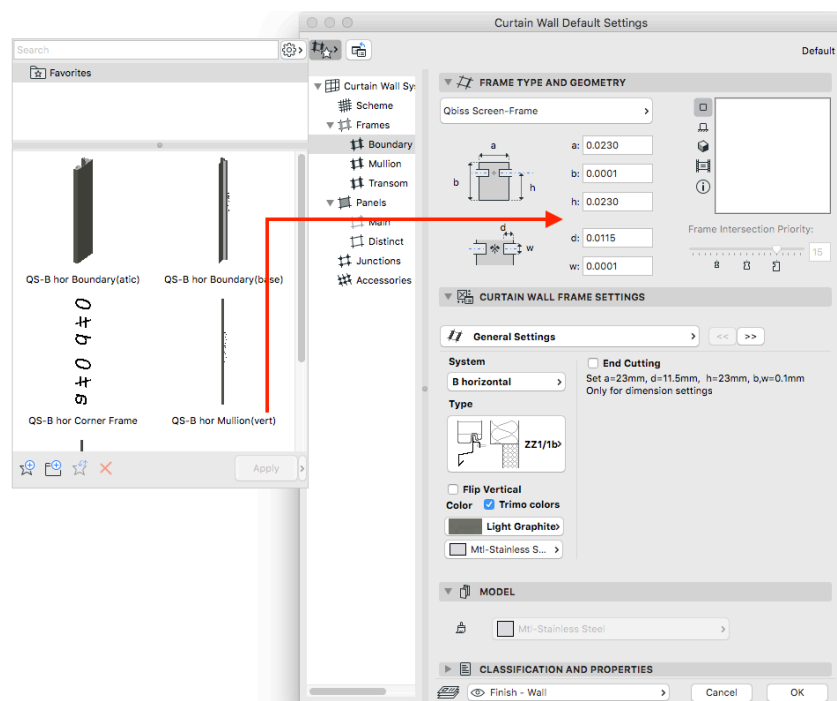 Curtain Wall Default Settings
Search
Default
Favorites
QS-B hor Boundary(atic)
QS-B hor Boundary(base)
a ≠ 0 b ≠ 0
QS-B hor Corner Frame
QS-B hor Mullion(vert)
Apply
Curtain Wall Sy
Scheme
Frames
Boundary
Mullion
Transom
Panels
Main
Distinct
Junctions
Accessories
FRAME TYPE AND GEOMETRY
Qbiss Screen-Frame
a
b
h
a: 0.0230
b: 0.0001
h: 0.0230
d
w
d: 0.0115
w: 0.0001
Frame Intersection Priority:
15
CURTAIN WALL FRAME SETTINGS
General Settings
<<
>>
System
B horizontal
Type
ZZ1/1b
Flip Vertical
Color
Trimo colors
Light Graphite
Mtl-Stainless S...
End Cutting
Set a=23mm, d=11.5mm, h=23mm, b,w=0.1mm
Only for dimension settings
MODEL
Mtl-Stainless Steel
CLASSIFICATION AND PROPERTIES
Finish - Wall
Cancel
OK